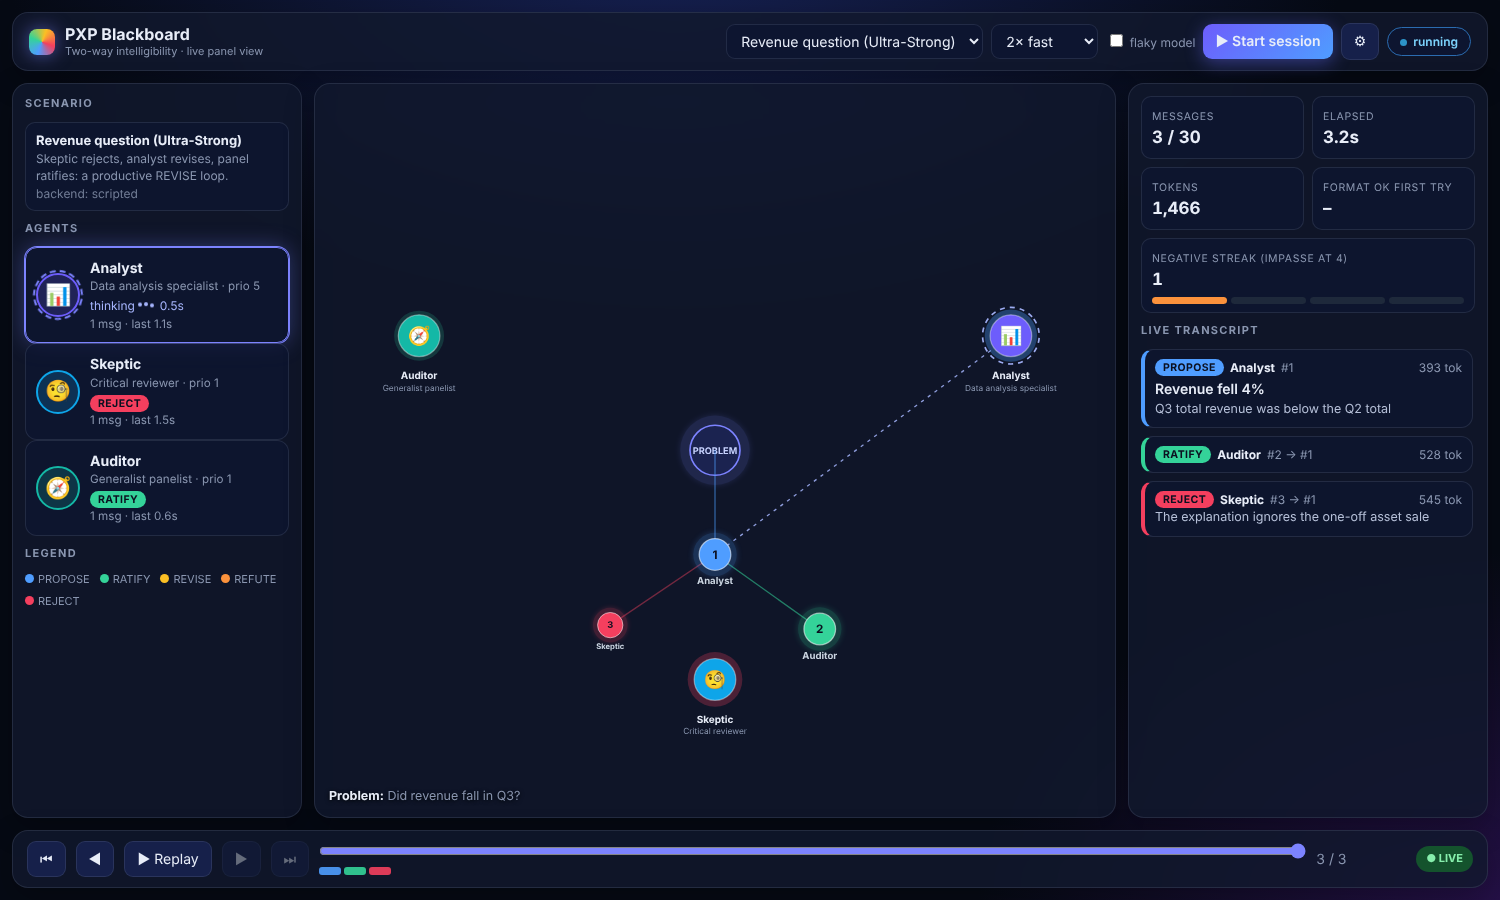 PXP Blackboard
Two-way intelligibility · live panel view
Revenue question (Ultra-Strong)
2× fast
flaky model
▶ Start session
⚙
running
SCENARIO
Revenue question (Ultra-Strong)
Skeptic rejects, analyst revises, panel
ratifies: a productive REVISE loop.
backend: scripted
AGENTS
Analyst
Data analysis specialist · prio 5
thinking ••• 0.5s
1 msg · last 1.1s
Skeptic
Critical reviewer · prio 1
REJECT
1 msg · last 1.5s
Auditor
Generalist panelist · prio 1
RATIFY
1 msg · last 0.6s
LEGEND
PROPOSE RATIFY REVISE REFUTE
REJECT
Auditor
Generalist panelist
Analyst
Data analysis specialist
PROBLEM
1
Analyst
3
Skeptic
2
Auditor
Skeptic
Critical reviewer
Problem: Did revenue fall in Q3?
MESSAGES
3 / 30
ELAPSED
3.2s
TOKENS
1,466
FORMAT OK FIRST TRY
–
NEGATIVE STREAK (IMPASSE AT 4)
1
LIVE TRANSCRIPT
PROPOSE Analyst #1 393 tok
Revenue fell 4%
Q3 total revenue was below the Q2 total
RATIFY Auditor #2 → #1 528 tok
REJECT Skeptic #3 → #1 545 tok
The explanation ignores the one-off asset sale
⏮ ◀ ▶ Replay ▶ ⏭
3 / 3
LIVE